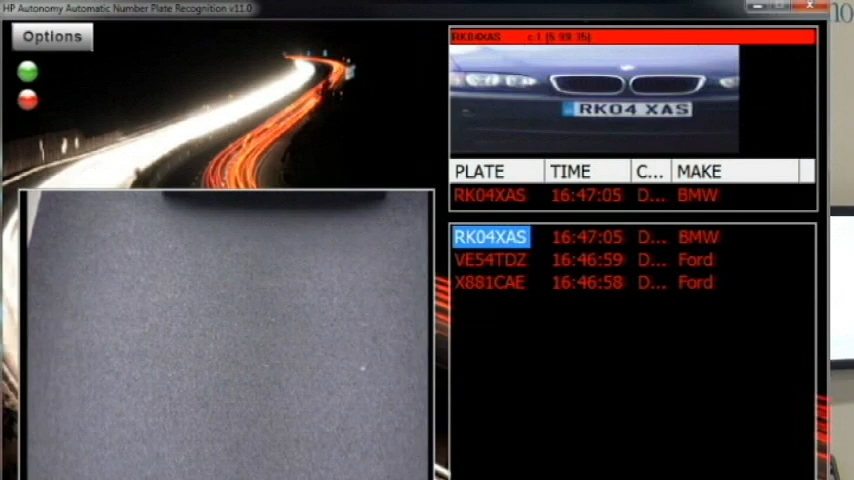 HP Autonomy Automatic Number Plate Recognition v11.0
Options
RK04XAS
RK04 XAS
PLATE TIME C... MAKE
RK04XAS 16:47:05 D... BMW
RK04XAS 16:47:05 D... BMW
VE54TDZ 16:46:59 D... Ford
X881CAE 16:46:58 D... Ford